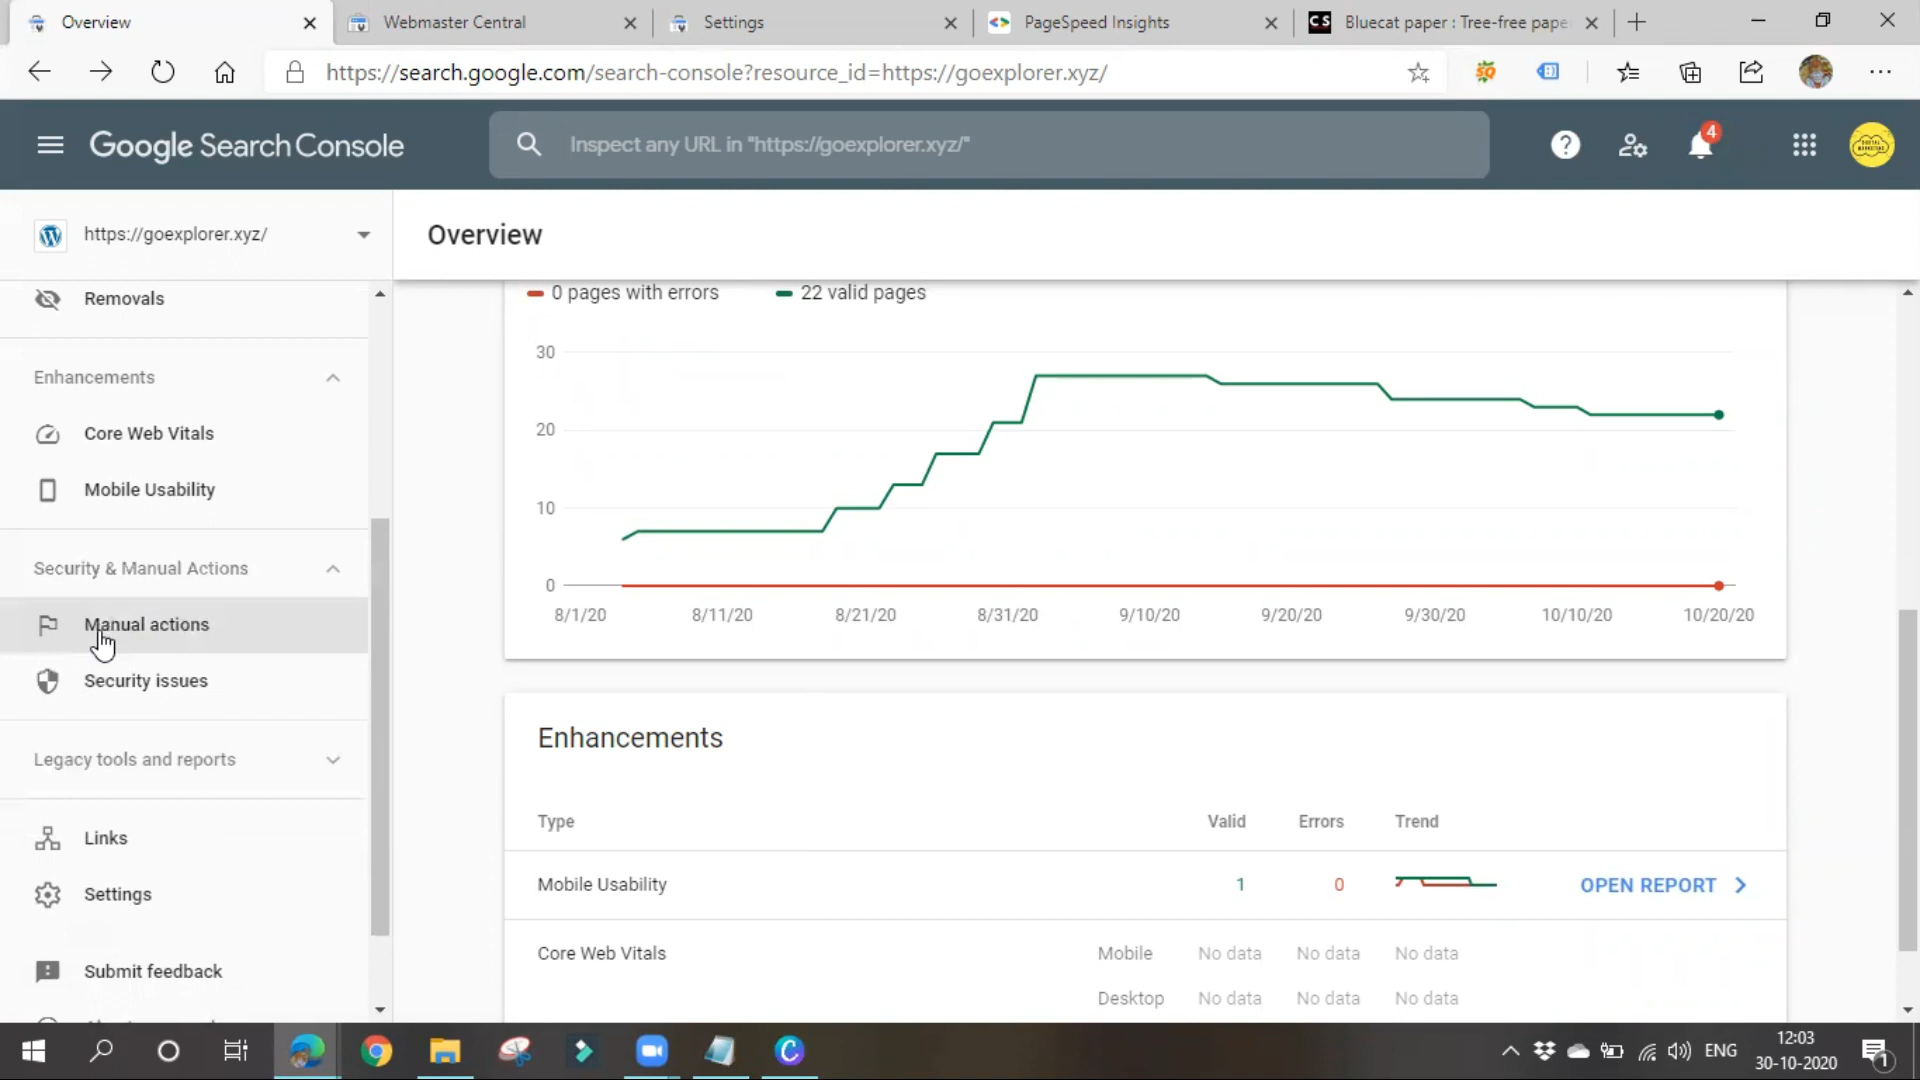 Overview
Webmaster Central
Settings
PageSpeed Insights
CS
Bluecat paper : Tree-free pape
https://search.google.com/search-console?resource_id=https://goexplorer.xyz/
SQ
Google Search Console
Inspect any URL in "https://goexplorer.xyz/"
4
https://goexplorer.xyz/
Overview
Removals
0 pages with errors
22 valid pages
Enhancements
Core Web Vitals
Mobile Usability
Security & Manual Actions
Manual actions
Security issues
Legacy tools and reports
Links
Settings
Submit feedback
30
20
10
0
8/1/20
8/11/20
8/21/20
8/31/20
9/10/20
9/20/20
9/30/20
10/10/20
10/20/20
Enhancements
Type
Valid
Errors
Trend
Mobile Usability
1
0
OPEN REPORT
Core Web Vitals
Mobile
No data
No data
No data
Desktop
No data
No data
No data
ENG
12:03
30-10-2020
1